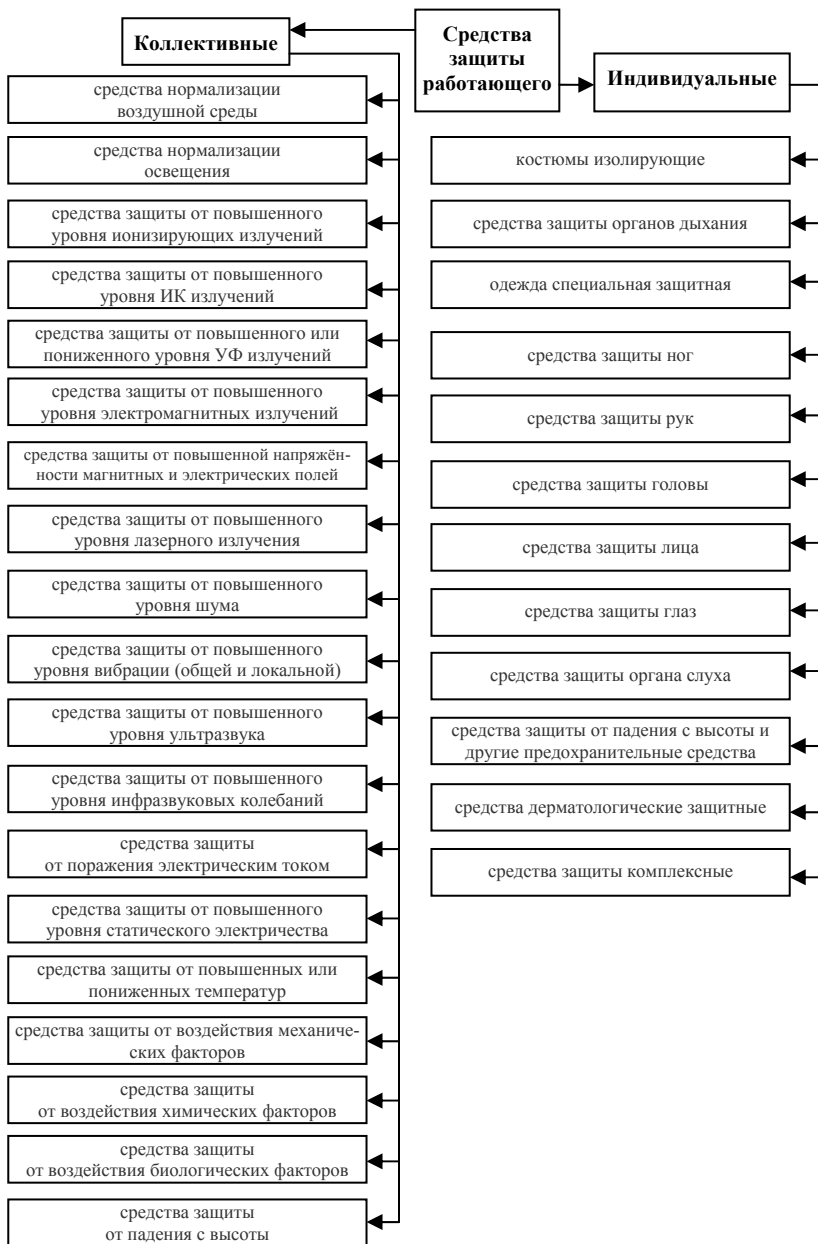 Средства
защиты
работающего
Коллективные
средства нормализации
воздушной среды
средства нормализации
освещения
средства защиты от повышенного
уровня ионизирующих излучений
средства защиты от повышенного
уровня ИК излучений
средства защиты от повышенного или
пониженного уровня УФ излучений
средства защиты от повышенного
уровня электромагнитных излучений
средства защиты от повышенной напряжён-
ности магнитных и электрических полей
средства защиты от повышенного
уровня лазерного излучения
средства защиты от повышенного
уровня шума
средства защиты от повышенного
уровня вибрации (общей и локальной)
средства защиты от повышенного
уровня ультразвука
средства защиты от повышенного
уровня инфразвуковых колебаний
средства защиты
от поражения электрическим током
средства защиты от повышенного
уровня статического электричества
средства защиты от повышенных или
пониженных температур
средства защиты от воздействия механиче-
ских факторов
средства защиты
от воздействия химических факторов
средства защиты
от воздействия биологических факторов
средства защиты
от падения с высоты
Индивидуальные
костюмы изолирующие
средства защиты органов дыхания
одежда специальная защитная
средства защиты ног
средства защиты рук
средства защиты головы
средства защиты лица
средства защиты глаз
средства защиты органа слуха
средства защиты от падения с высоты и
другие предохранительные средства
средства дерматологические защитные
средства защиты комплексные